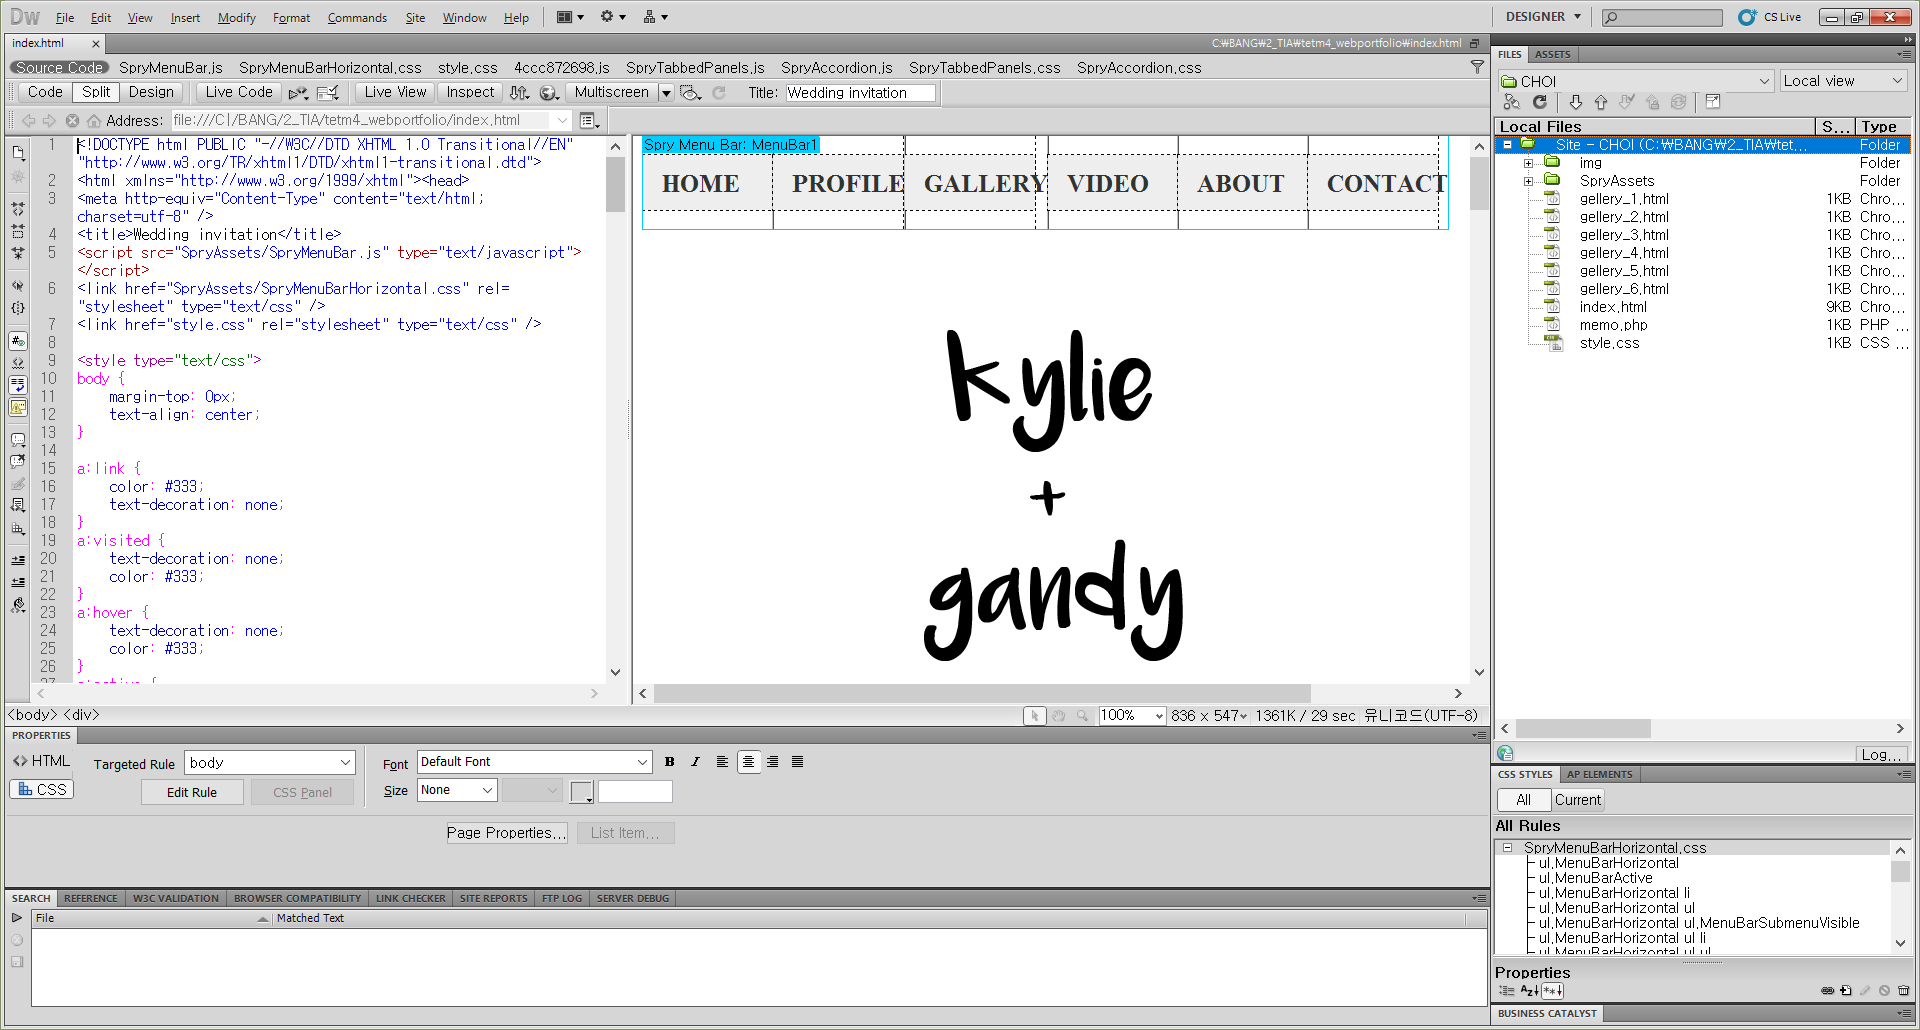 Dw File Edit View Insert Modify Format Commands Site Window Help DESIGNER CS Live
index.html C:₩BANG₩2_TIA₩tetm4_webportfolio₩index.html
Source Code SpryMenuBar.js SpryMenuBarHorizontal.css style.css 4ccc872698.js SpryTabbedPanels.js SpryAccordion.js SpryTabbedPanels.css SpryAccordion.css
Code Split Design Live Code Live View Inspect Multiscreen Title: Wedding invitation
Address: file:///C|/BANG/2_TIA/tetm4_webportfolio/index.html
1 <!DOCTYPE html PUBLIC "-//W3C//DTD XHTML 1.0 Transitional//EN"
"http://www.w3.org/TR/xhtml1/DTD/xhtml1-transitional.dtd">
2 <html xmlns="http://www.w3.org/1999/xhtml"><head>
3 <meta http-equiv="Content-Type" content="text/html;
charset=utf-8" />
4 <title>Wedding invitation</title>
5 <script src="SpryAssets/SpryMenuBar.js" type="text/javascript">
</script>
6 <link href="SpryAssets/SpryMenuBarHorizontal.css" rel=
"stylesheet" type="text/css" />
7 <link href="style.css" rel="stylesheet" type="text/css" />
8
9 <style type="text/css">
10 body {
11 margin-top: 0px;
12 text-align: center;
13 }
14
15 a:link {
16 color: #333;
17 text-decoration: none;
18 }
19 a:visited {
20 text-decoration: none;
21 color: #333;
22 }
23 a:hover {
24 text-decoration: none;
25 color: #333;
26 }
Spry Menu Bar: MenuBar1
HOME PROFILE GALLERY VIDEO ABOUT CONTACT
kylie
+
gandy
<body> <div> 100% 836 x 547 1361K / 29 sec 유니코드(UTF-8)
PROPERTIES
<> HTML Targeted Rule body Font Default Font B I
CSS Edit Rule CSS Panel Size None
Page Properties... List Item...
SEARCH REFERENCE W3C VALIDATION BROWSER COMPATIBILITY LINK CHECKER SITE REPORTS FTP LOG SERVER DEBUG
File Matched Text
FILES ASSETS
CHOI Local view
Local Files S... Type
Site - CHOI (C:₩BANG₩2_TIA₩tet... Folder
img Folder
SpryAssets Folder
gellery_1.html 1KB Chro...
gellery_2.html 1KB Chro...
gellery_3.html 1KB Chro...
gellery_4.html 1KB Chro...
gellery_5.html 1KB Chro...
gellery_6.html 1KB Chro...
index.html 9KB Chro...
memo.php 1KB PHP ...
style.css 1KB CSS ...
Log...
CSS STYLES AP ELEMENTS
All Current
All Rules
SpryMenuBarHorizontal.css
ul.MenuBarHorizontal
ul.MenuBarActive
ul.MenuBarHorizontal li
ul.MenuBarHorizontal ul
ul.MenuBarHorizontal ul.MenuBarSubmenuVisible
ul.MenuBarHorizontal ul li
ul.MenuBarHorizontal ul ul
Properties
BUSINESS CATALYST